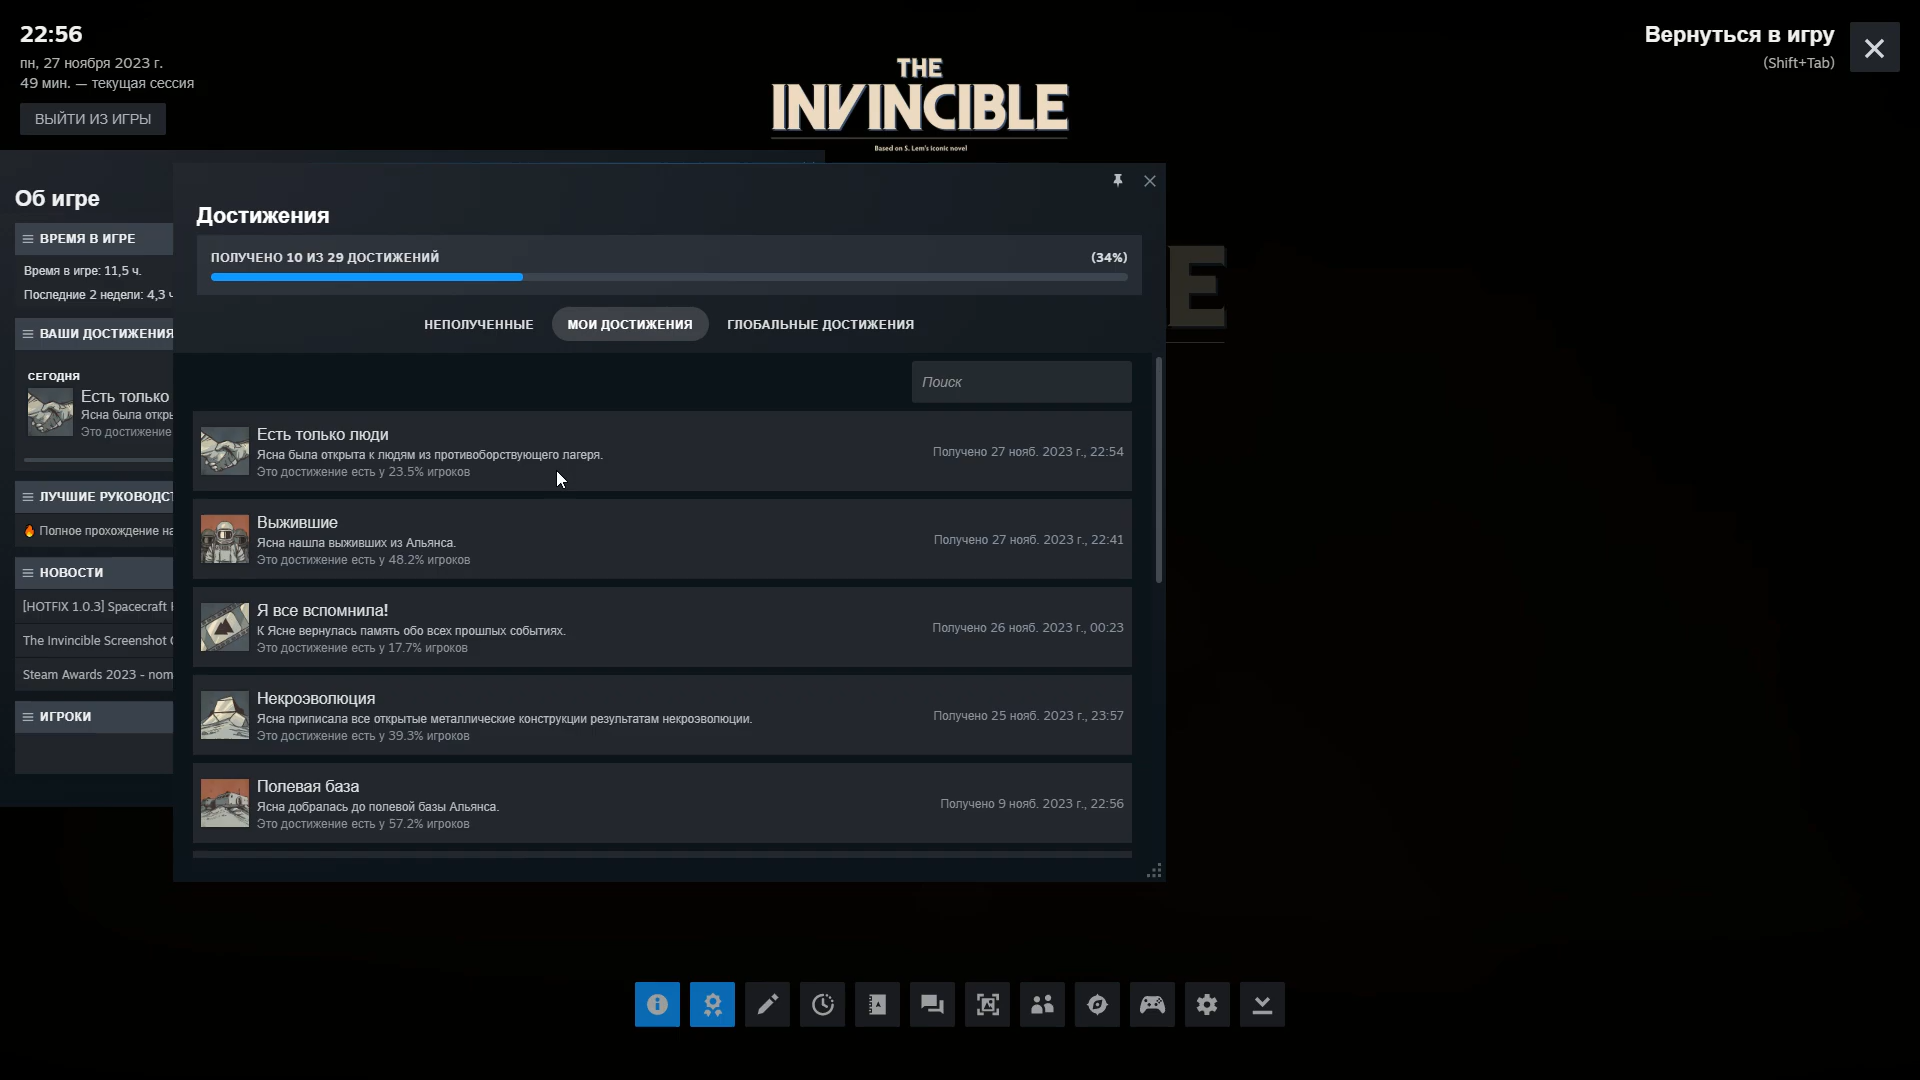 22:56
пн, 27 ноября 2023 г.
49 мин. — текущая сессия
ВЫЙТИ ИЗ ИГРЫ
THE
INVINCIBLE
Based on S. Lem's iconic novel
Вернуться в игру
(Shift+Tab)
Об игре
ВРЕМЯ В ИГРЕ
Время в игре: 11,5 ч.
Последние 2 недели: 4,3 ч
ВАШИ ДОСТИЖЕНИЯ
СЕГОДНЯ
Есть только
Ясна была откры
Это достижение
ЛУЧШИЕ РУКОВОДСТ
Полное прохождение на
НОВОСТИ
[HOTFIX 1.0.3] Spacecraft
The Invincible Screenshot
Steam Awards 2023 - nom
ИГРОКИ
Достижения
ПОЛУЧЕНО 10 ИЗ 29 ДОСТИЖЕНИЙ
(34%)
НЕПОЛУЧЕННЫЕ
МОИ ДОСТИЖЕНИЯ
ГЛОБАЛЬНЫЕ ДОСТИЖЕНИЯ
Поиск
Есть только люди
Ясна была открыта к людям из противоборствующего лагеря.
Это достижение есть у 23.5% игроков
Получено 27 нояб. 2023 г., 22:54
Выжившие
Ясна нашла выживших из Альянса.
Это достижение есть у 48.2% игроков
Получено 27 нояб. 2023 г., 22:41
Я все вспомнила!
К Ясне вернулась память обо всех прошлых событиях.
Это достижение есть у 17.7% игроков
Получено 26 нояб. 2023 г., 00:23
Некроэволюция
Ясна приписала все открытые металлические конструкции результатам некроэволюции.
Это достижение есть у 39.3% игроков
Получено 25 нояб. 2023 г., 23:57
Полевая база
Ясна добралась до полевой базы Альянса.
Это достижение есть у 57.2% игроков
Получено 9 нояб. 2023 г., 22:56
E